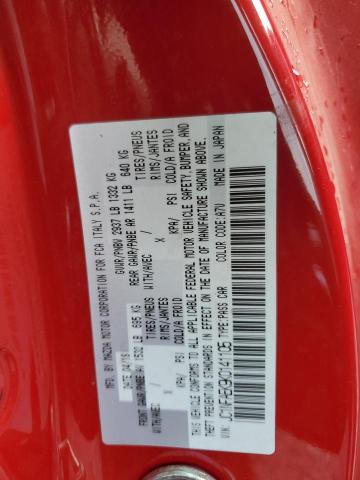 MFD. BY MAZDA MOTOR CORPORATION FOR FCA ITALY S.P.A.
DATE 04/18 GVWR/PNBV 2937 LB 1332 KG
FRONT GAWR/PNBE AV 1532 LB 695 KG REAR GAWR/PNBE AR 1411 LB 640 KG
TIRES/PNEUS WITH/AVEC TIRES/PNEUS
RIMS/JANTES X RIMS/JANTES
KPA/ PSI COLD/A FROID KPA/ PSI COLD/A FROID
THIS VEHICLE CONFORMS TO ALL APPLICABLE FEDERAL MOTOR VEHICLE SAFETY, BUMPER, AND
THEFT PREVENTION STANDARDS IN EFFECT ON THE DATE OF MANUFACTURE SHOWN ABOVE.
TYPE:PASS CAR COLOR CODE:A7U MADE IN JAPAN